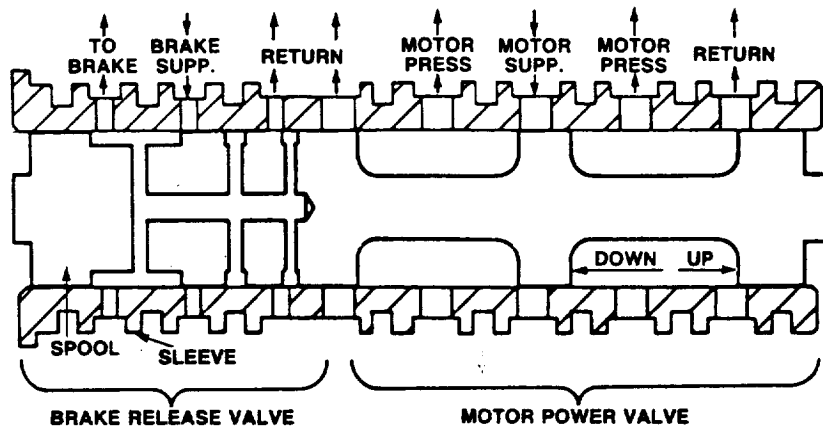 TO
BRAKE
BRAKE
SUPP.
RETURN
MOTOR
PRESS
MOTOR
SUPP.
MOTOR
PRESS
RETURN
DOWN UP
SPOOL
SLEEVE
BRAKE RELEASE VALVE
MOTOR POWER VALVE